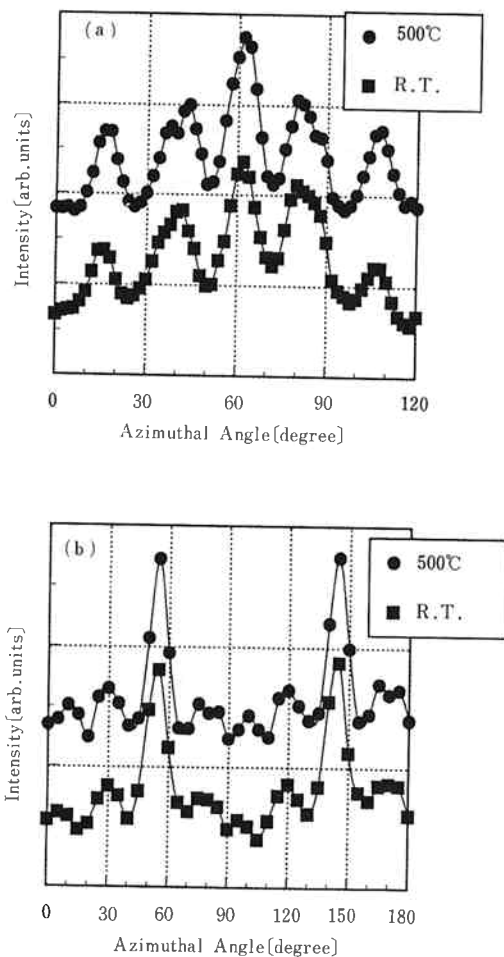 (a)
500℃
R.T.
Intensity[arb.units]
0 30 60 90 120
Azimuthal Angle[degree]
(b)
500℃
R.T.
Intensity[arb.units]
0 30 60 90 120 150 180
Azimuthal Angle[degree]